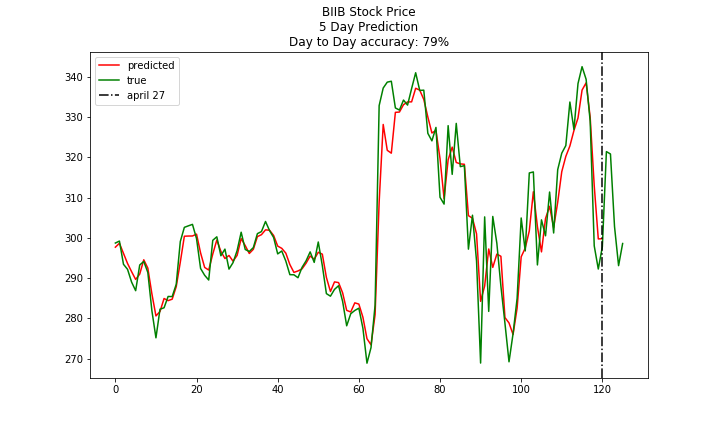 BIIB Stock Price
5 Day Prediction
Day to Day accuracy: 79%
predicted
true
april 27
340
330
320
310
300
290
280
270
0
20
40
60
80
100
120